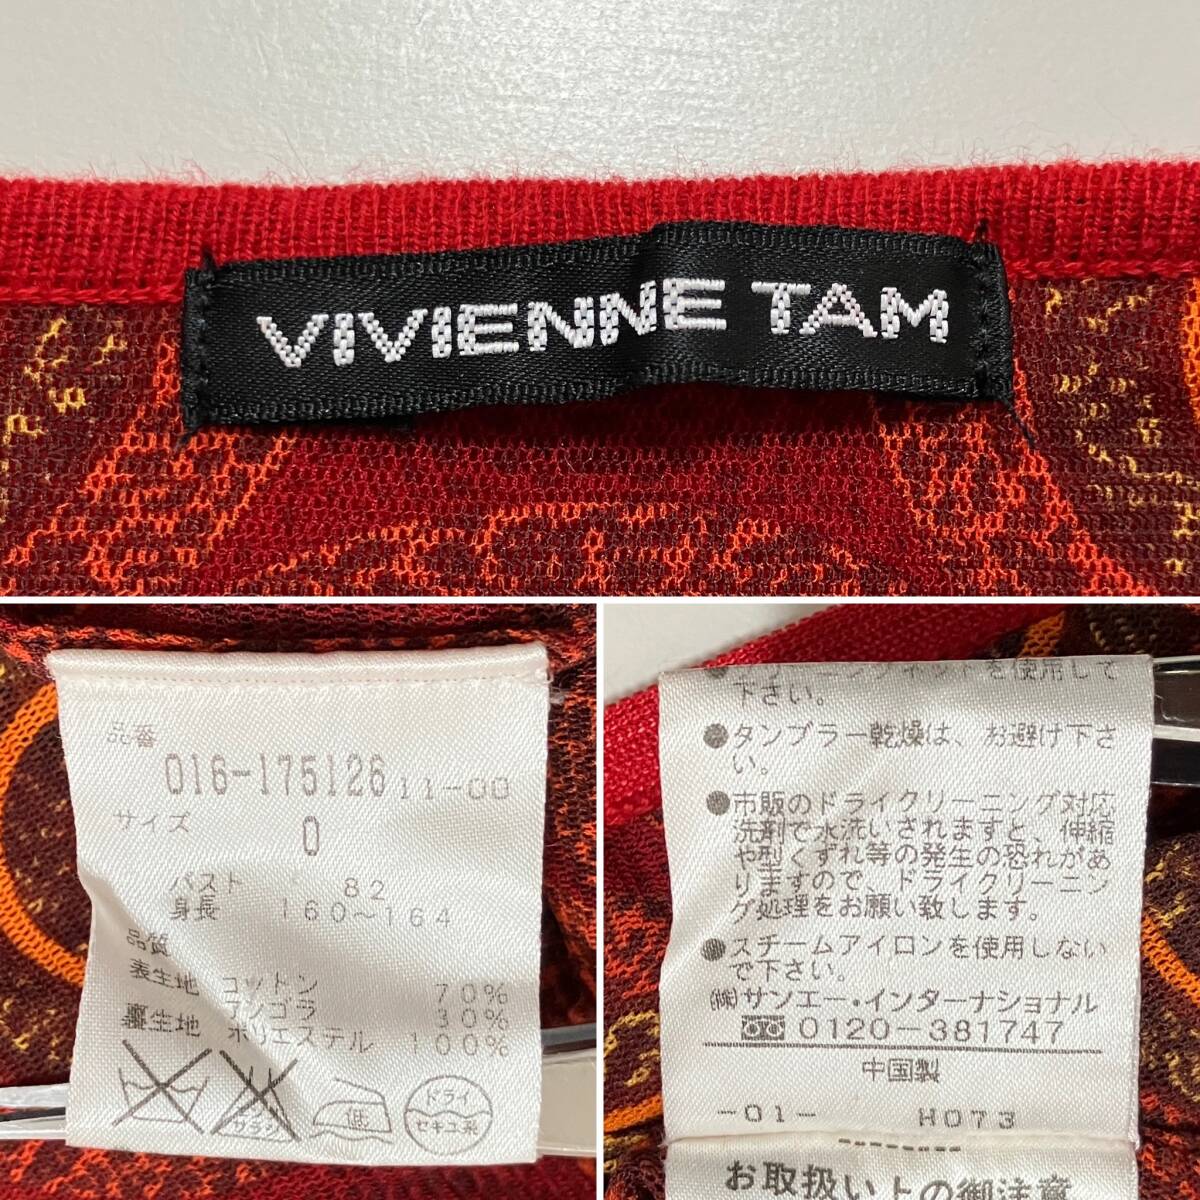 VIVIENNE TAM
品番
016-175126 11-00
サイズ
0
バスト 82
身長 160～164
品質
表生地 コットン 70%
アンゴラ 30%
裏生地 ポリエステル 100%
サラシ
低
ドライ
セキユ系
を使用して
下さい。
●タンブラー乾燥は、お避け下さ
い。
●市販のドライクリーニング対応
洗剤で水洗いされますと、伸縮
や型くずれ等の発生の恐れがあ
りますので、ドライクリーニン
グ処理をお願い致します。
●スチームアイロンを使用しない
で下さい。
㈱サンエー・インターナショナル
0120-381747
中国製
-01- H073
お取扱い上の御注意